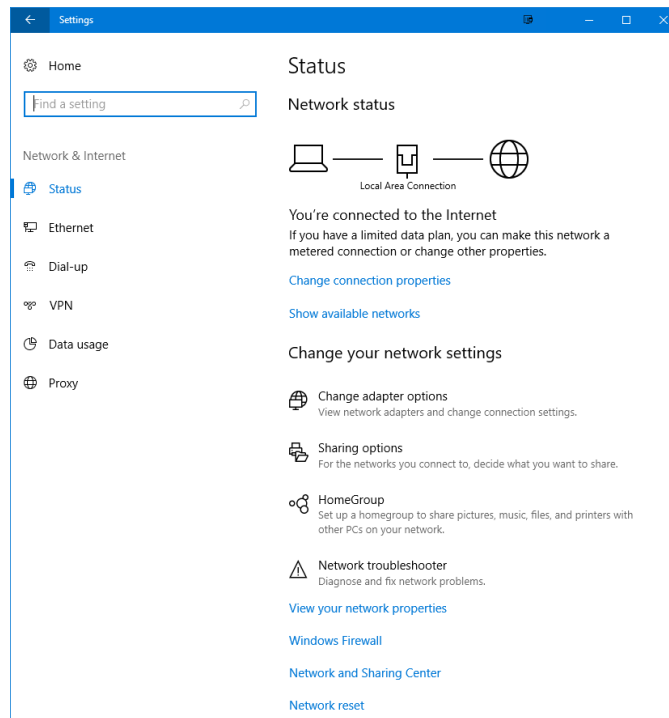 Settings
Home
Find a setting
Network & Internet
Status
Ethernet
Dial-up
VPN
Data usage
Proxy
Status
Network status
Local Area Connection
You're connected to the Internet
If you have a limited data plan, you can make this network a
metered connection or change other properties.
Change connection properties
Show available networks
Change your network settings
Change adapter options
View network adapters and change connection settings.
Sharing options
For the networks you connect to, decide what you want to share.
HomeGroup
Set up a homegroup to share pictures, music, files, and printers with
other PCs on your network.
Network troubleshooter
Diagnose and fix network problems.
View your network properties
Windows Firewall
Network and Sharing Center
Network reset